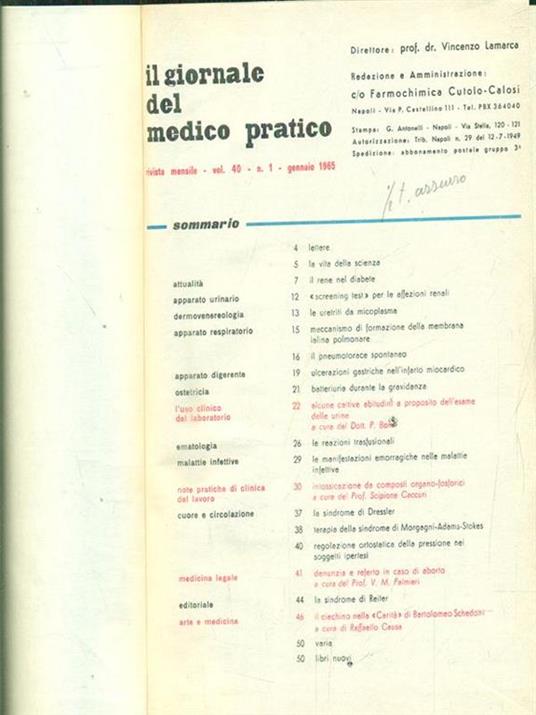 il giornale
del
medico pratico
rivista mensile - vol. 40 - n. 1 - gennaio 1965
Direttore: prof. dr. Vincenzo Lamarca
Redazione e Amministrazione:
c/o Farmochimica Cutolo-Calosi
Napoli - Via P. Castellino 111 - Tel. PBX 364040
Stampa: G. Antonelli - Napoli - Via Stella, 120 - 121
Autorizzazione: Trib. Napoli n. 29 del 12-7-1949
Spedizione: abbonamento postale gruppo 3ª
azzurro
sommario
4 lettere
5 la vita della scienza
attualità 7 il rene nel diabete
apparato urinario 12 «screening test» per le affezioni renali
dermovenereologia 13 le uretriti da micoplasma
apparato respiratorio 15 meccanismo di formazione della membrana
ialina polmonare
16 il pneumotorace spontaneo
apparato digerente 19 ulcerazioni gastriche nell'infarto miocardico
ostetricia 21 batteriuria durante la gravidanza
l'uso clinico 22 alcune cattive abitudini a proposito dell'esame
del laboratorio delle urine
a cura del Dott. P.
ematologia 26 le reazioni trasfusionali
malattie infettive 29 le manifestazioni emorragiche nelle malattie
infettive
note pratiche di clinica 30 intossicazione da composti organo-fosforici
del lavoro a cura del Prof. Scipione Caccuri
cuore e circolazione 37 la sindrome di Dressler
38 terapia della sindrome di Morgagni-Adams-Stokes
40 regolazione ortostatica della pressione nei
soggetti ipertesi
medicina legale 41 denunzia e referto in caso di aborto
a cura del Prof. V. M. Palmieri
44 la sindrome di Reiter
editoriale
arte e medicina 46 il ciechino nella «Carità» di Bartolomeo Schedoni
a cura di Raffaello Causa
50 varia
50 libri nuovi